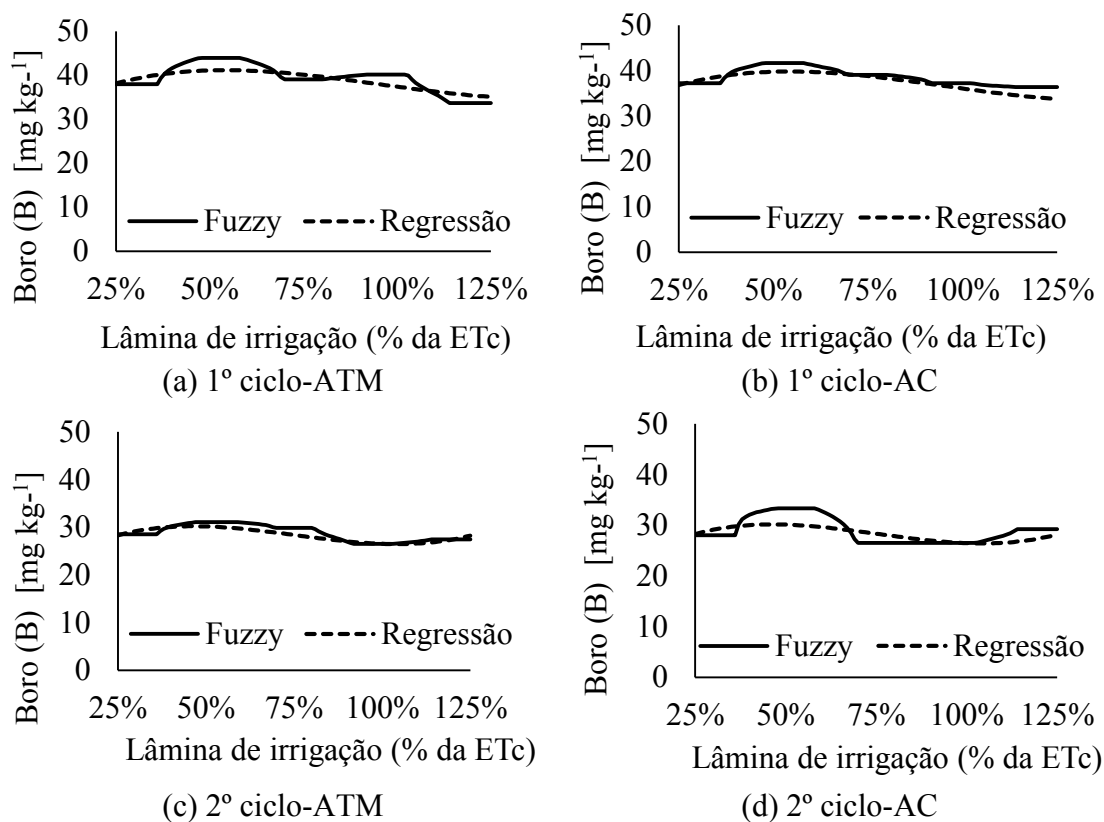 Boro (B) [mg kg-¹]
50
40
30
20
10
0
Fuzzy Regressão
25% 50% 75% 100% 125%
Lâmina de irrigação (% da ETc)
(a) 1º ciclo-ATM
Boro (B) [mg kg-¹]
50
40
30
20
10
0
Fuzzy Regressão
25% 50% 75% 100% 125%
Lâmina de irrigação (% da ETc)
(b) 1º ciclo-AC
Boro (B) [mg kg-¹]
50
40
30
20
10
0
Fuzzy Regressão
25% 50% 75% 100% 125%
Lâmina de irrigação (% da ETc)
(c) 2º ciclo-ATM
Boro (B) [mg kg-¹]
50
40
30
20
10
0
Fuzzy Regressão
25% 50% 75% 100% 125%
Lâmina de irrigação (% da ETc)
(d) 2º ciclo-AC